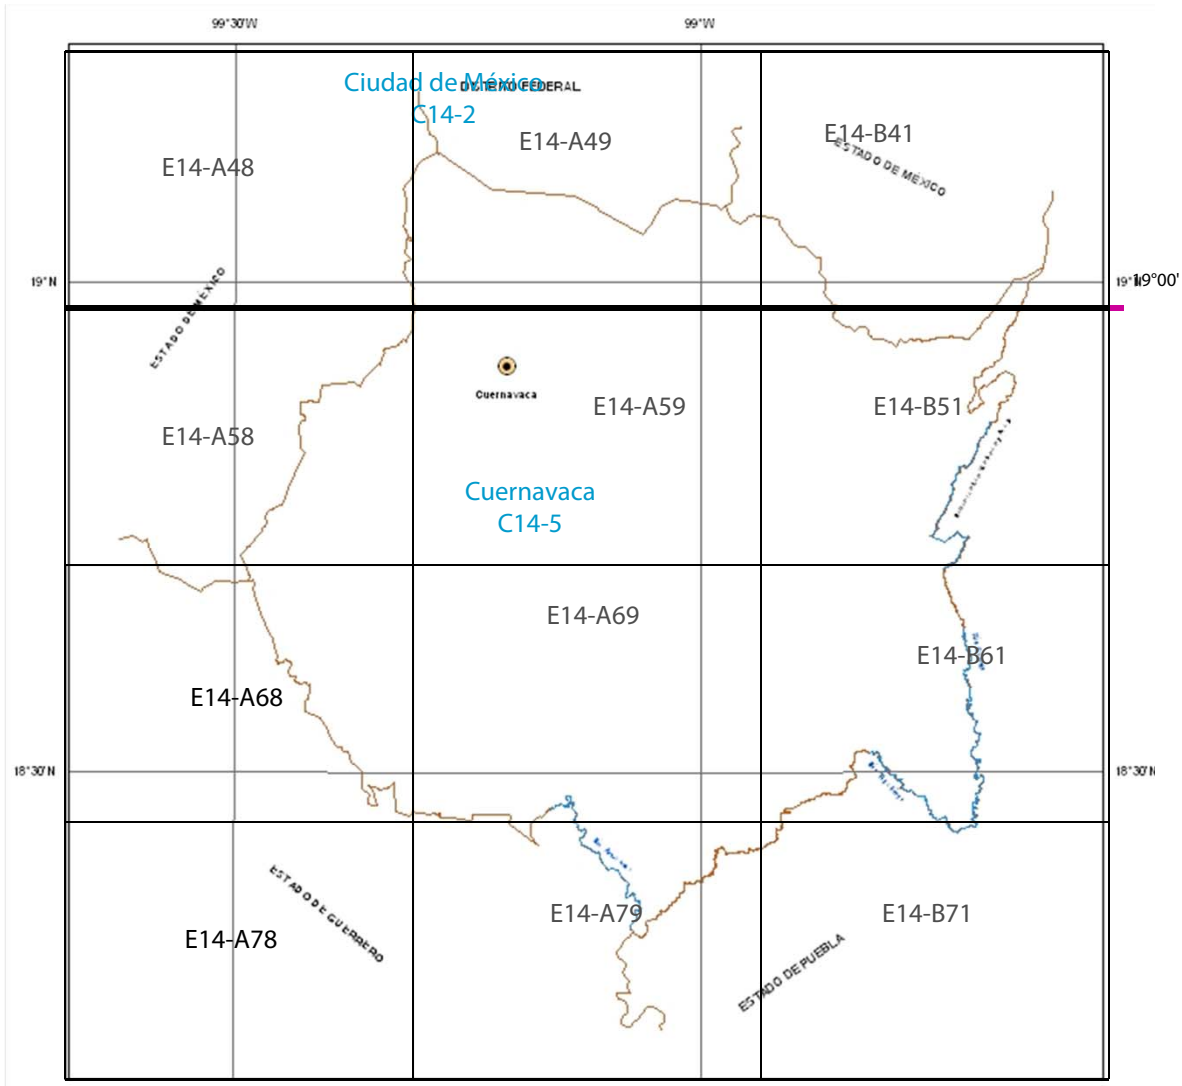 99°30'W
99°W
Ciudad de México
DISTRITO FEDERAL
C14-2
E14-A48
E14-A49
E14-B41
ESTADO DE MÉXICO
19°N
19°N
19°00'
ESTADO DE MÉXICO
Cuernavaca
E14-A58
E14-A59
E14-B51
Cuernavaca
C14-5
E14-A69
E14-B61
E14-A68
18°30'N
18°30'N
E14-A78
E14-A79
E14-B71
ESTADO DE GUERRERO
ESTADO DE PUEBLA